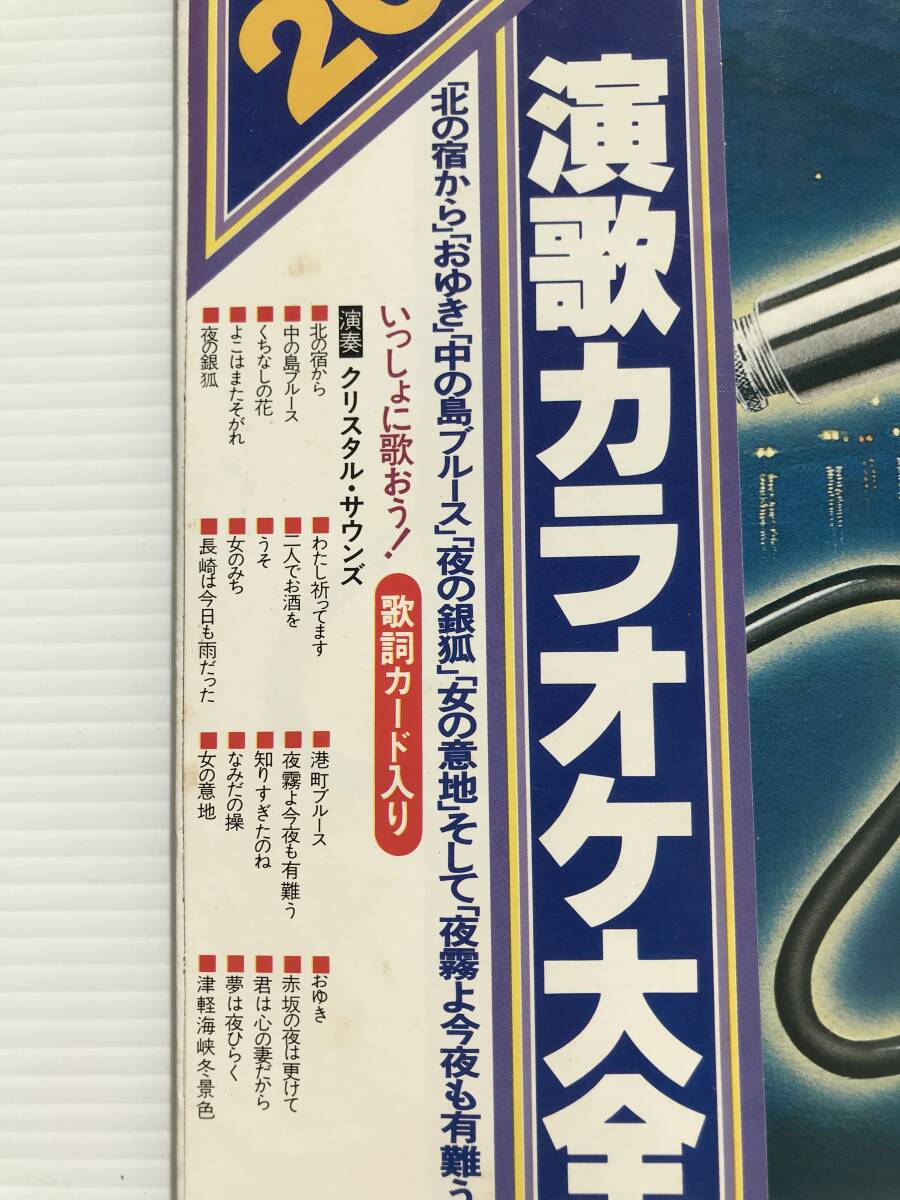 20
演歌カラオケ大全
「北の宿から」「おゆき」「中の島ブルース」「夜の銀狐」「女の意地」そして「夜霧よ今夜も有難う
いっしょに歌おう！
歌詞カード入り
演奏 クリスタル・サウンズ
■北の宿から
■中の島ブルース
■くちなしの花
■よこはまたそがれ
■夜の銀狐
■わたし祈ってます
■二人でお酒を
■うそ
■女のみち
■長崎は今日も雨だった
■港町ブルース
■夜霧よ今夜も有難う
■知りすぎたのね
■なみだの操
■女の意地
■おゆき
■赤坂の夜は更けて
■君は心の妻だから
■夢は夜ひらく
■津軽海峡冬景色